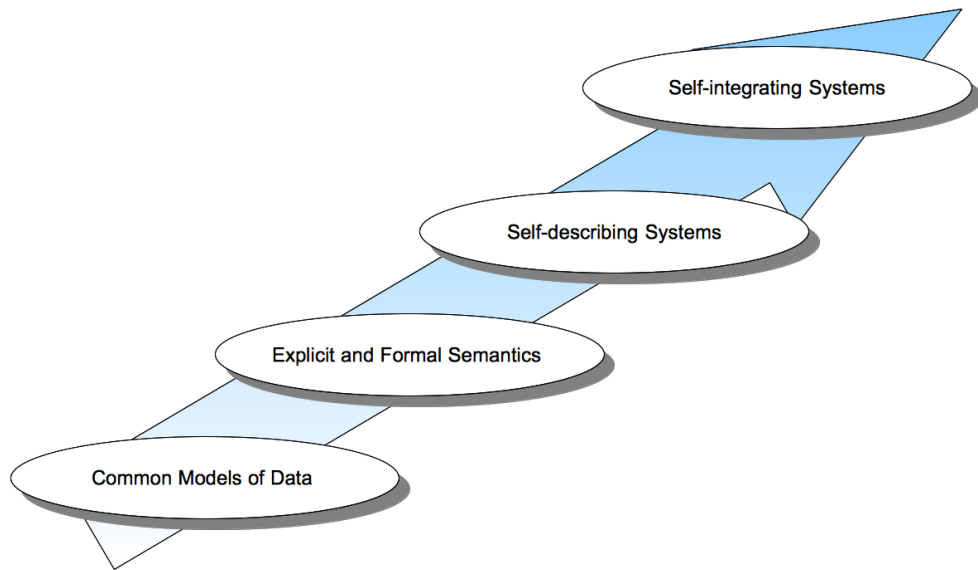 Self-integrating Systems
Self-describing Systems
Explicit and Formal Semantics
Common Models of Data